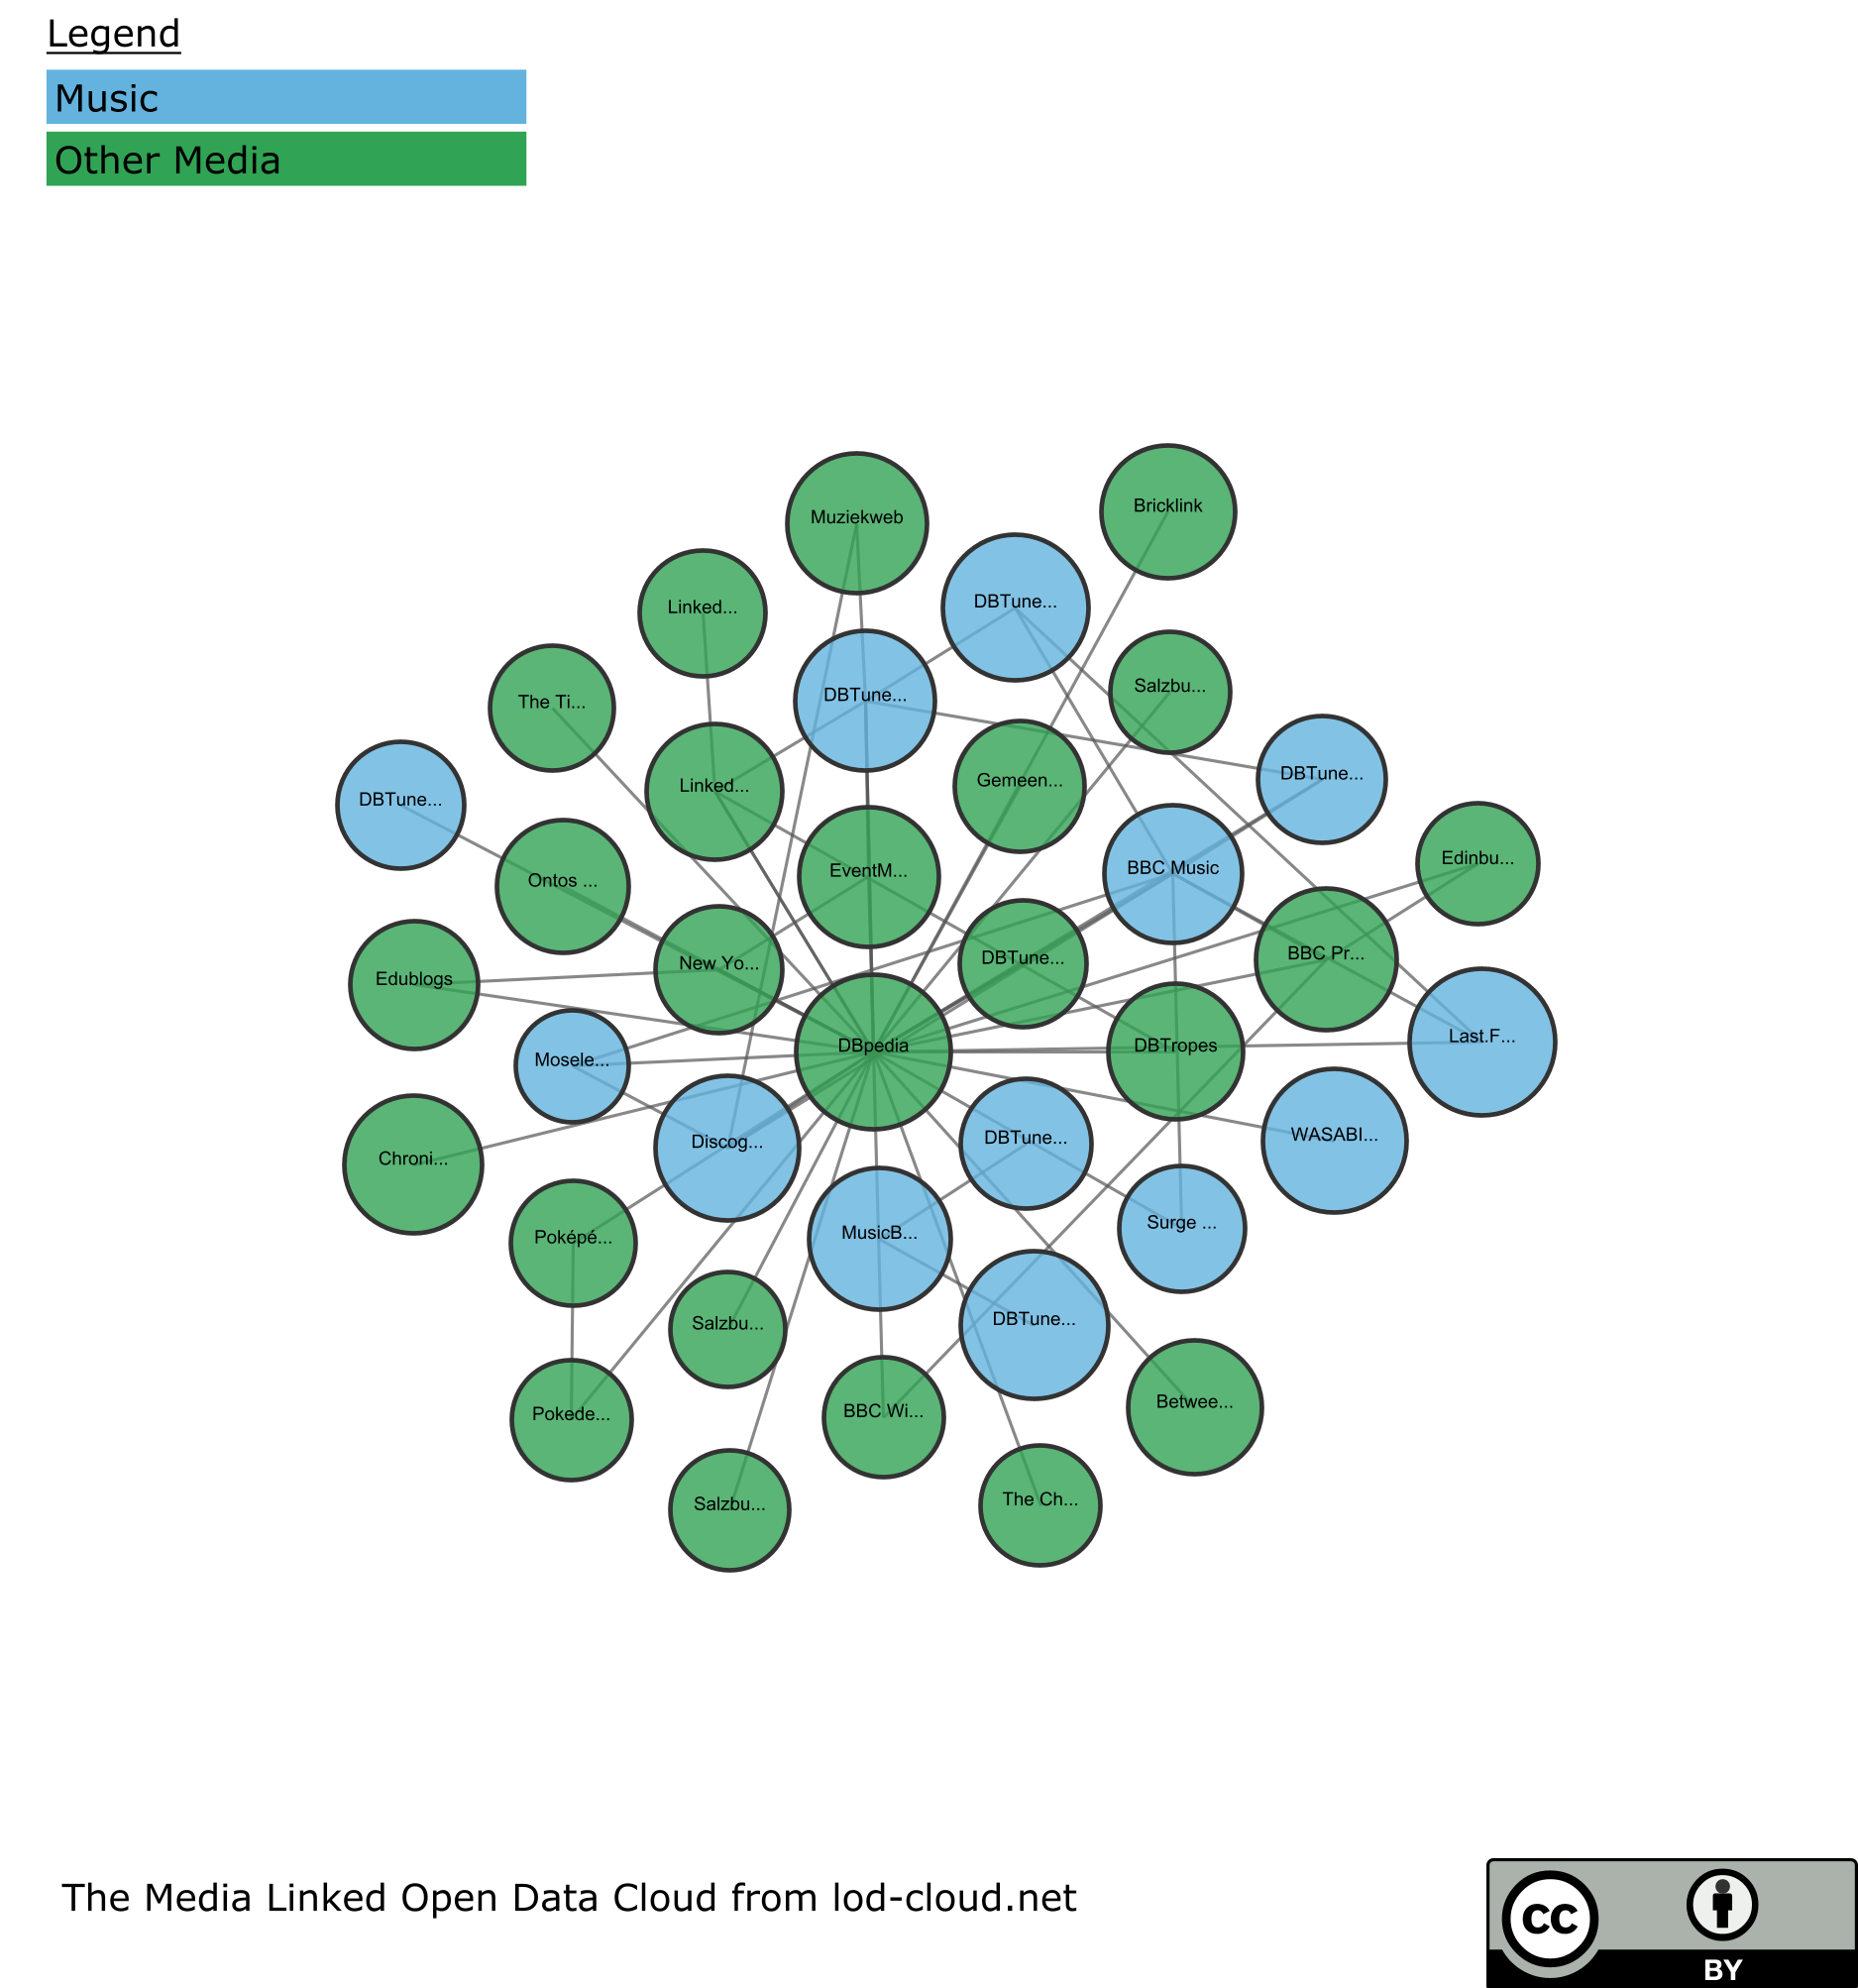 Legend
Music
Other Media
Bricklink
Muziekweb
DBTune...
Linked...
Salzbu...
DBTune...
The Ti...
DBTune...
Gemeen...
Linked...
DBTune...
Edinbu...
BBC Music
EventM...
Ontos ...
BBC Pr...
DBTune...
New Yo...
Edublogs
Last.F...
DBpedia
DBTropes
Mosele...
WASABI...
DBTune...
Discog...
Chroni...
Surge ...
MusicB...
Poképé...
DBTune...
Salzbu...
Betwee...
BBC Wi...
Pokede...
The Ch...
Salzbu...
The Media Linked Open Data Cloud from lod-cloud.net
cc
BY